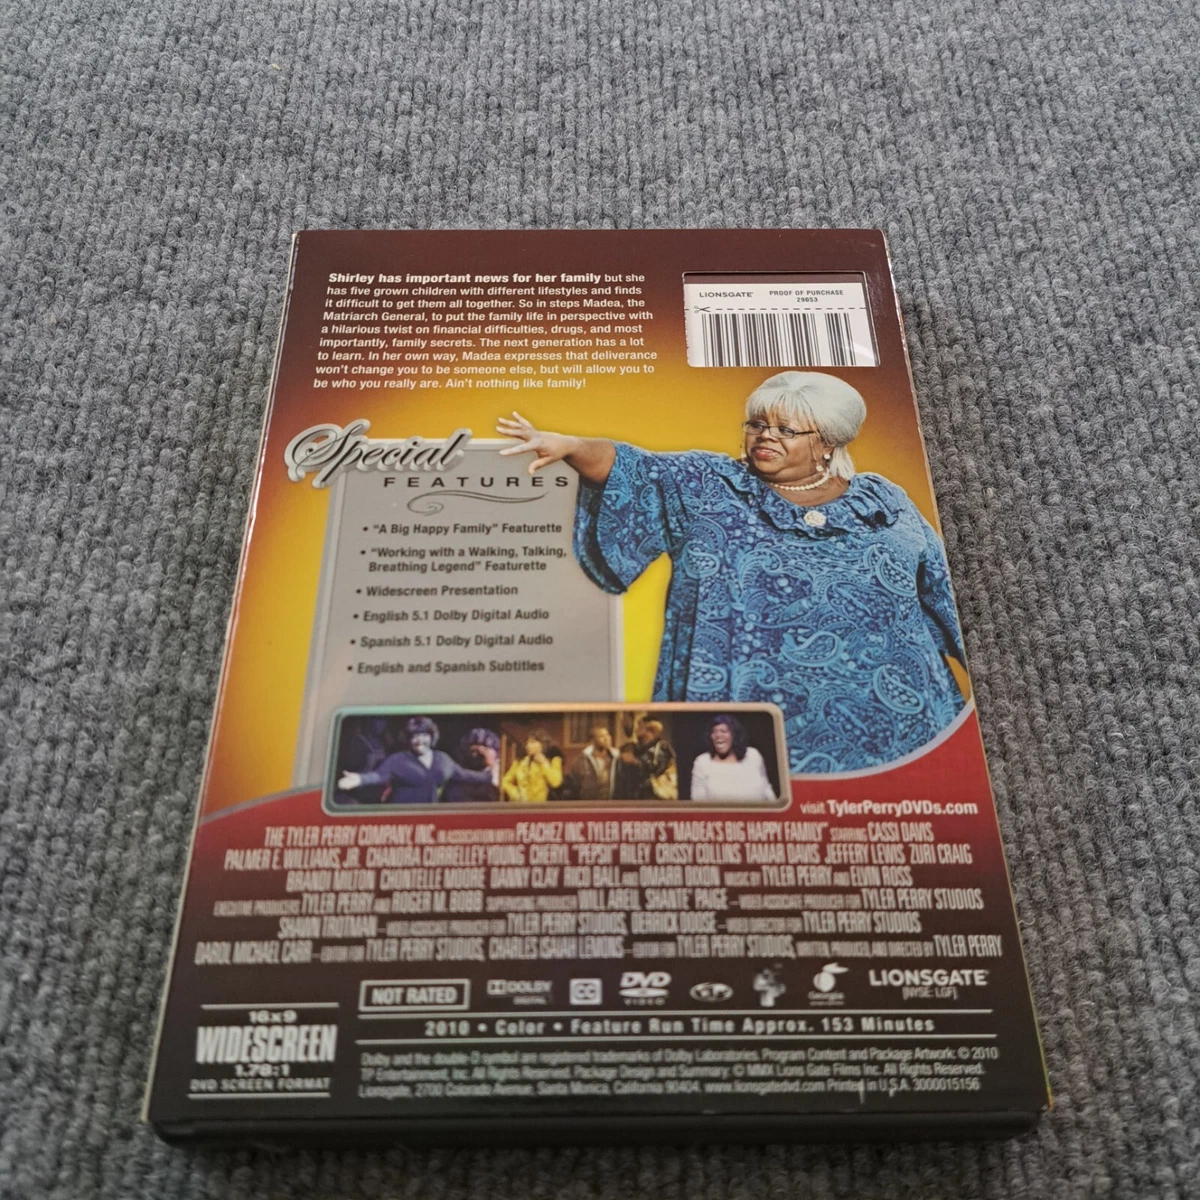 Shirley has important news for her family but she
has five grown children with different lifestyles and finds
it difficult to get them all together. So in steps Madea, the
Matriarch General, to put the family life in perspective with
a hilarious twist on financial difficulties, drugs, and most
importantly, family secrets. The next generation has a lot
to learn. In her own way, Madea expresses that deliverance
won't change you to be someone else, but will allow you to
be who you really are. Ain't nothing like family!
LIONSGATE PROOF OF PURCHASE
29053
Special
FEATURES
• "A Big Happy Family" Featurette
• "Working with a Walking, Talking,
Breathing Legend" Featurette
• Widescreen Presentation
• English 5.1 Dolby Digital Audio
• Spanish 5.1 Dolby Digital Audio
• English and Spanish Subtitles
visit TylerPerryDVDs.com
THE TYLER PERRY COMPANY, INC. IN ASSOCIATION WITH PEACHEZ INC. TYLER PERRY'S "MADEA'S BIG HAPPY FAMILY" STARRING CASSI DAVIS
PALMER E. WILLIAMS, JR. CHANDRA CURRELLEY-YOUNG CHERYL "PEPSII" RILEY CRISSY COLLINS TAMAR DAVIS JEFFERY LEWIS ZURI CRAIG
BRANDI MILTON CHONTELLE MOORE DANNY CLAY RICO BALL AND OMARR DIXON MUSIC BY TYLER PERRY AND ELVIN ROSS
EXECUTIVE PRODUCERS TYLER PERRY AND ROGER M. BOBB SUPERVISING PRODUCER WILL AREU, SHANTE' PAIGE – VIDEO ASSOCIATE PRODUCER FOR TYLER PERRY STUDIOS
SHAWN TROTMAN – VIDEO ASSOCIATE PRODUCER FOR TYLER PERRY STUDIOS, DERRICK DOOSE – VIDEO DIRECTOR FOR TYLER PERRY STUDIOS
DAROL MICHAEL CARR – EDITOR FOR TYLER PERRY STUDIOS, CHARLES ISAIAH LEMONS – EDITOR FOR TYLER PERRY STUDIOS, WRITTEN, PRODUCED, AND DIRECTED BY TYLER PERRY
NOT RATED DOLBY DIGITAL CC DVD VIDEO Georgia LIONSGATE
[NYSE: LGF]
16x9
WIDESCREEN
1.78:1
DVD SCREEN FORMAT
2010 • Color • Feature Run Time Approx. 153 Minutes
Dolby and the double-D symbol are registered trademarks of Dolby Laboratories. Program Content and Package Artwork: © 2010
TP Entertainment, Inc. All Rights Reserved. Package Design and Summary: © MMX Lions Gate Films Inc. All Rights Reserved.
Lionsgate, 2700 Colorado Avenue, Santa Monica, California 90404. www.lionsgatedvd.com Printed in U.S.A. 3000015156